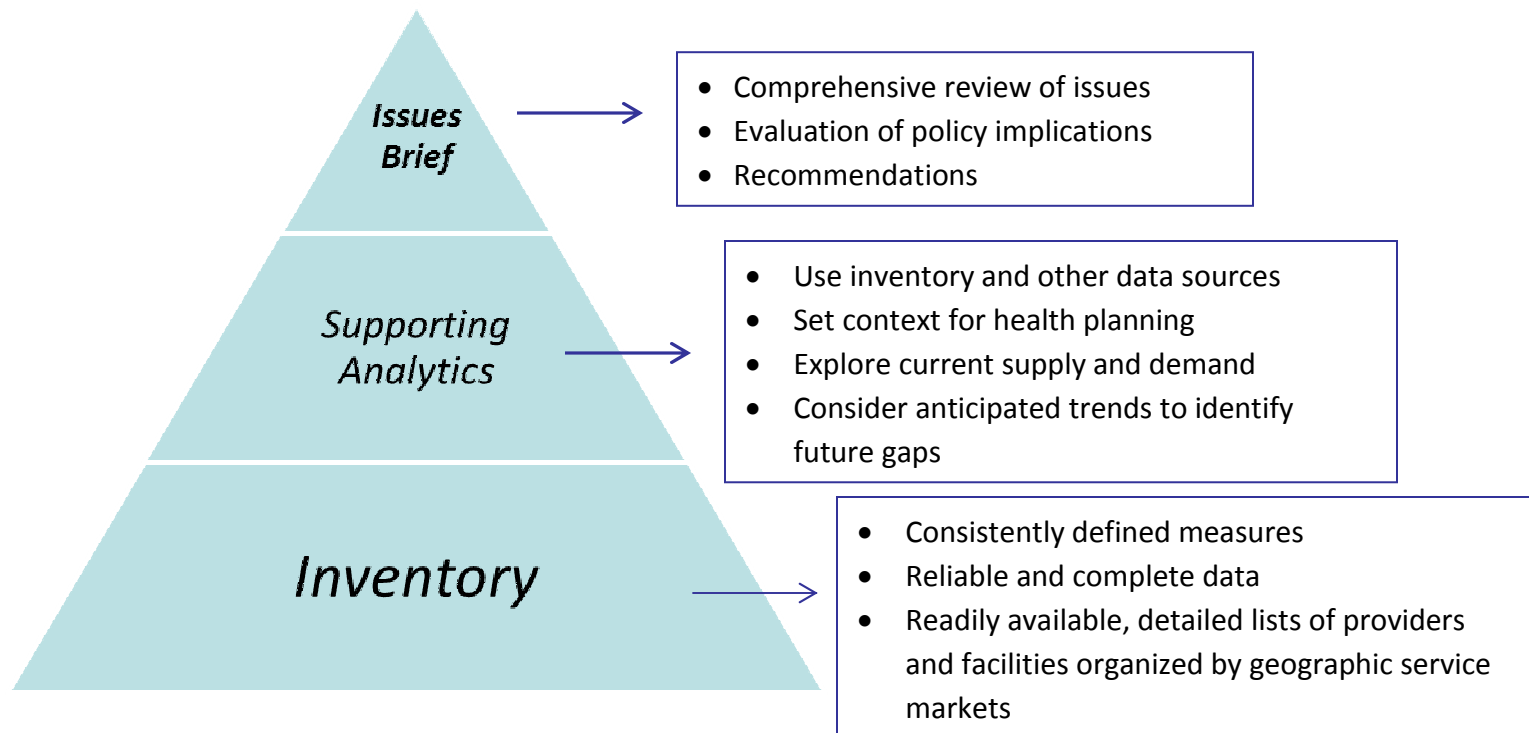 Issues
Brief
• Comprehensive review of issues
• Evaluation of policy implications
• Recommendations
Supporting
Analytics
• Use inventory and other data sources
• Set context for health planning
• Explore current supply and demand
• Consider anticipated trends to identify
future gaps
Inventory
• Consistently defined measures
• Reliable and complete data
• Readily available, detailed lists of providers
and facilities organized by geographic service
markets